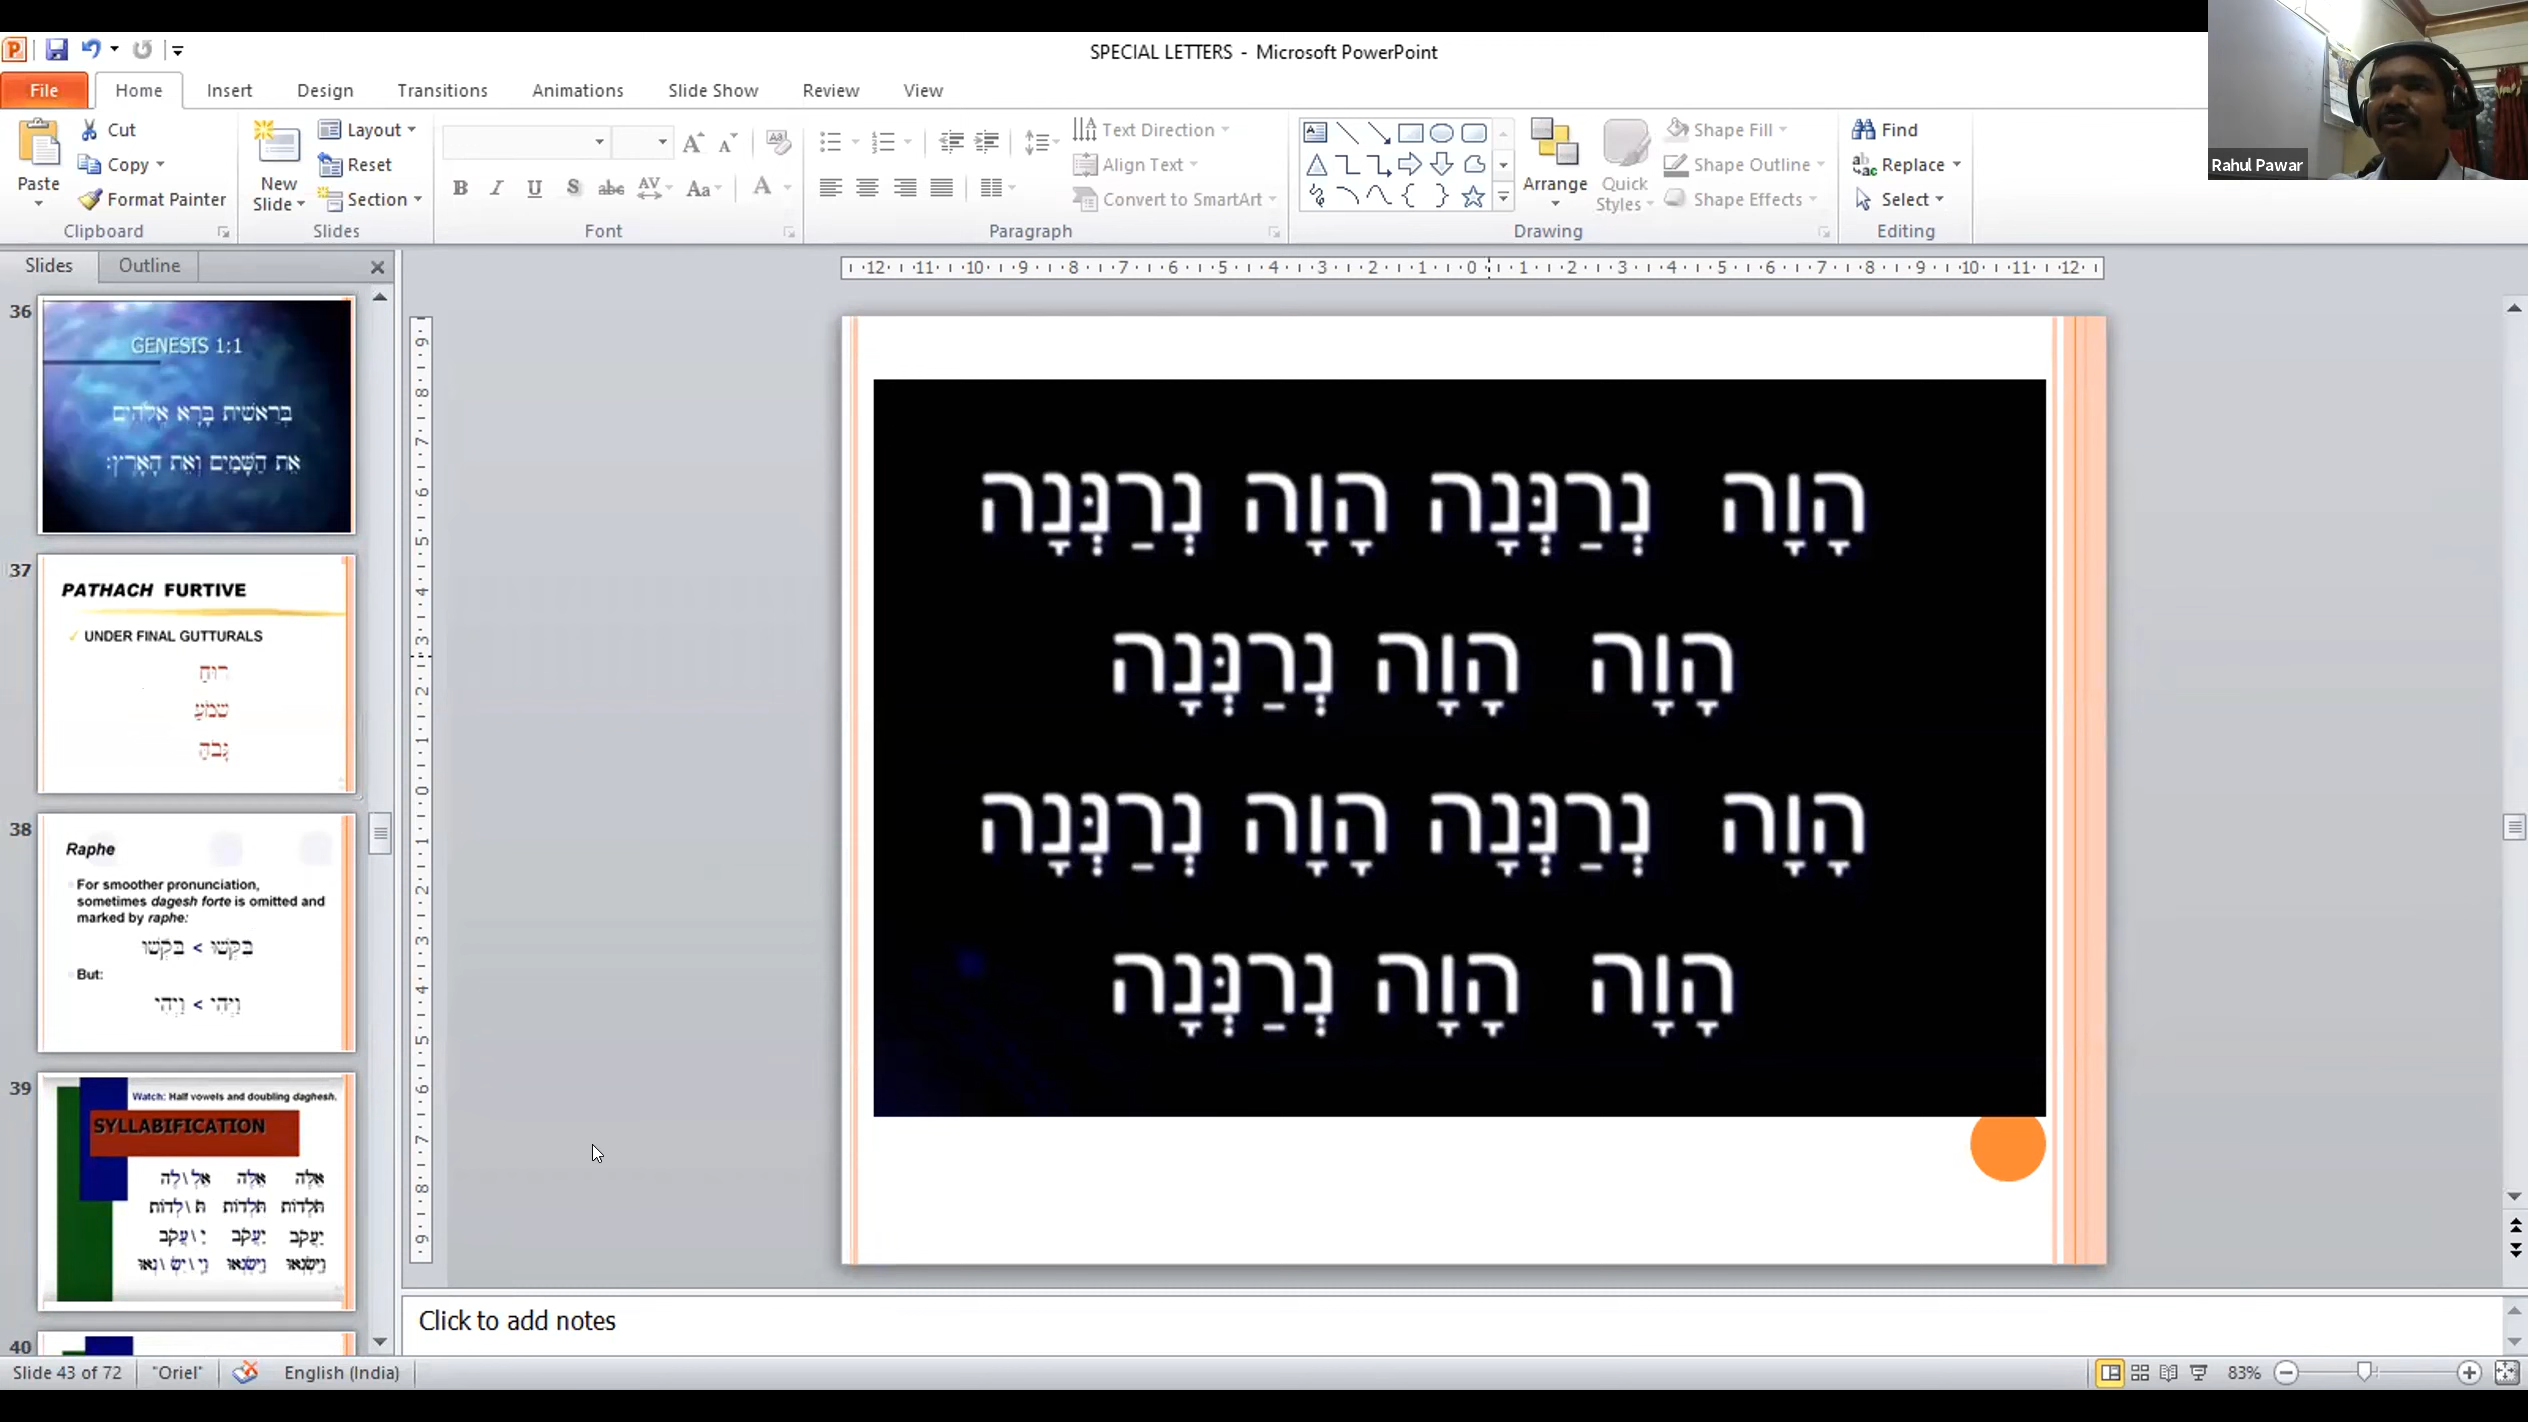 SPECIAL LETTERS - Microsoft PowerPoint
Rahul Pawar
File Home Insert Design Transitions Animations Slide Show Review View
Paste
Cut
Copy
Format Painter
Clipboard
New Slide
Layout
Reset
Section
Slides
Font
Text Direction
Align Text
Convert to SmartArt
Paragraph
Arrange
Quick Styles
Shape Fill
Shape Outline
Shape Effects
Drawing
Find
Replace
Select
Editing
Slides Outline
36
GENESIS 1:1
בְּרֵאשִׁית בָּרָא אֱלֹהִים
אֵת הַשָּׁמַיִם וְאֵת הָאָרֶץ׃
37
PATHACH FURTIVE
✓ UNDER FINAL GUTTURALS
רוּחַ
שמֹעַ
גָּבֹהַּ
38
Raphe
For smoother pronunciation,
sometimes dagesh forte is omitted and
marked by raphe:
But:
39
Watch: Half vowels and doubling daghesh.
SYLLABIFICATION
40
הָוָה נְרַנְּנָה הָוָה נְרַנְּנָה
הָוָה הָוָה נְרַנְּנָה
הָוָה נְרַנְּנָה הָוָה נְרַנְּנָה
הָוָה הָוָה נְרַנְּנָה
Click to add notes
Slide 43 of 72 "Oriel" English (India) 83%